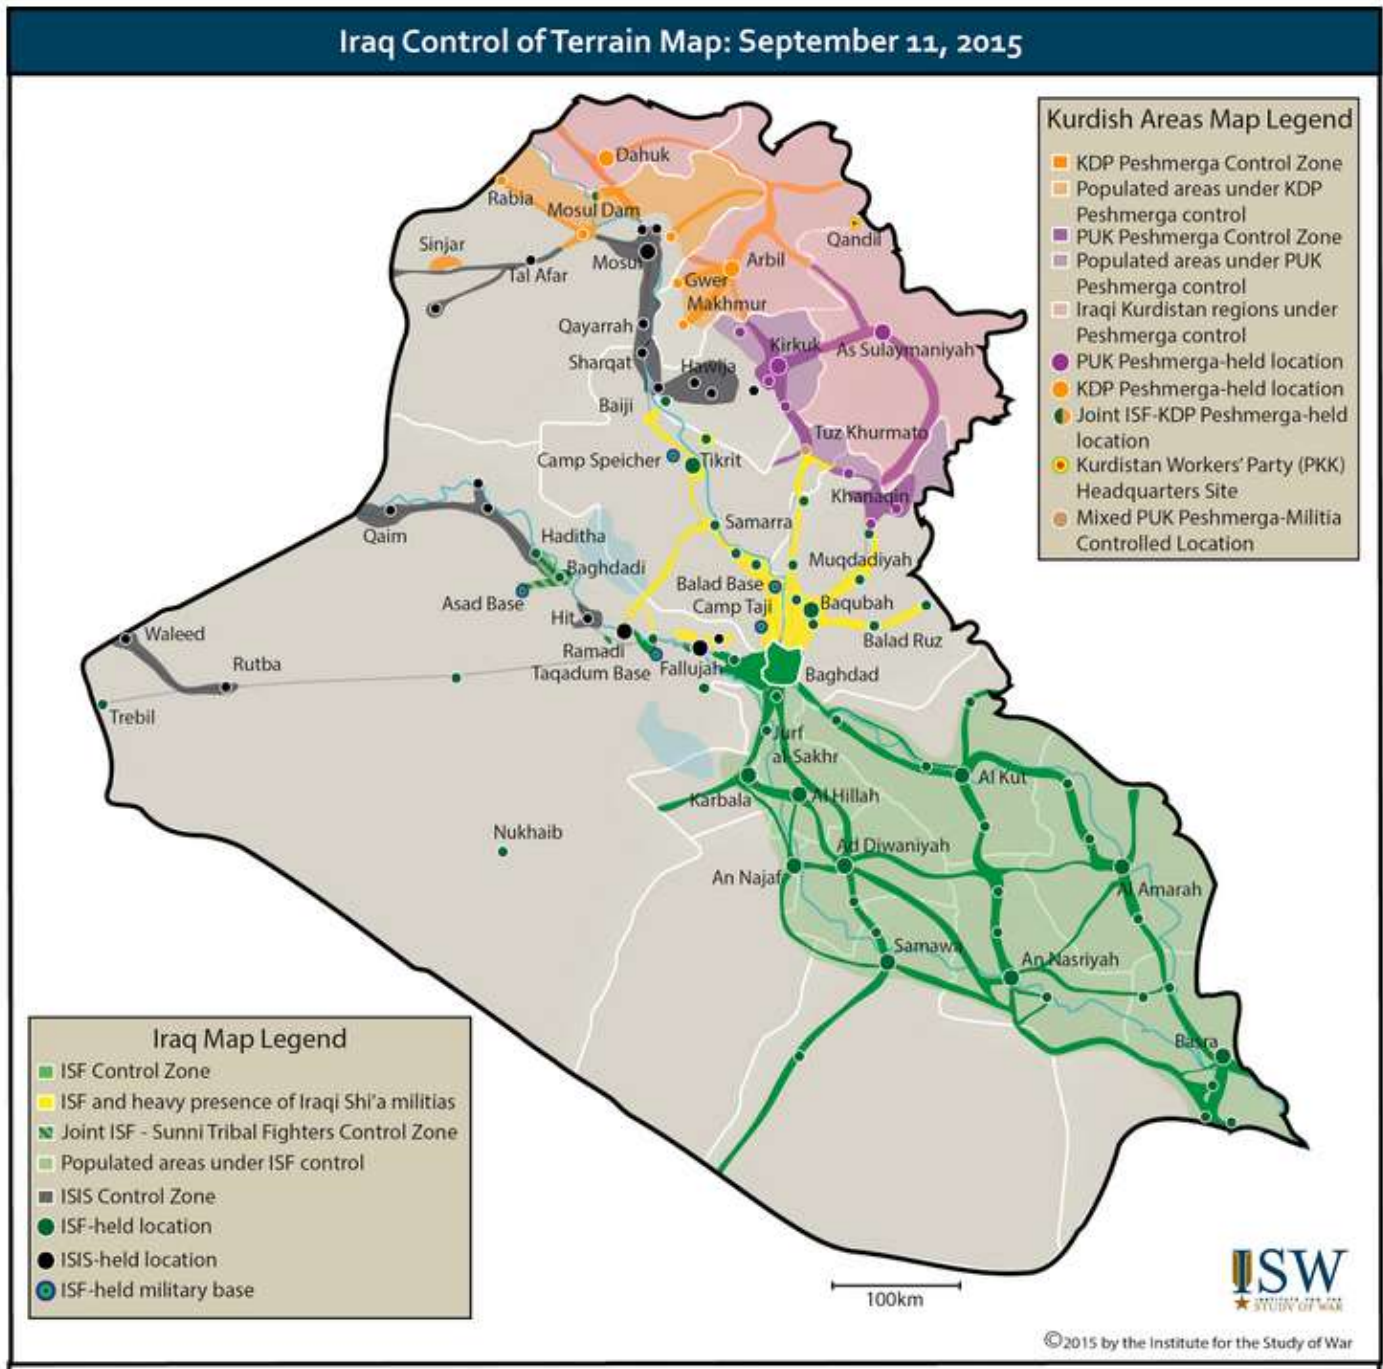 Iraq Control of Terrain Map: September 11, 2015
Kurdish Areas Map Legend
KDP Peshmerga Control Zone
Populated areas under KDP
Peshmerga control
PUK Peshmerga Control Zone
Populated areas under PUK
Peshmerga control
Iraqi Kurdistan regions under
Peshmerga control
PUK Peshmerga-held location
KDP Peshmerga-held location
Joint ISF-KDP Peshmerga-held
location
Kurdistan Workers' Party (PKK)
Headquarters Site
Mixed PUK Peshmerga-Militia
Controlled Location
Dahuk
Rabia
Mosul Dam
Qandil
Sinjar
Tal Afar
Mosul
Arbil
Gwer
Makhmur
Qayarrah
Kirkuk
As Sulaymaniyah
Sharqat
Hawija
Baiji
Tuz Khurmato
Camp Speicher
Tikrit
Khanaqin
Qaim
Samarra
Haditha
Muqdadiyah
Baghdadi
Balad Base
Asad Base
Camp Taji
Baqubah
Hit
Balad Ruz
Waleed
Ramadi
Rutba
Taqadum Base
Fallujah
Baghdad
Trebil
Jurf
al-Sakhr
Al Kut
Karbala
Al Hillah
Nukhaib
Ad Diwaniyah
An Najaf
Al Amarah
Samawa
An Nasriyah
Basra
Iraq Map Legend
ISF Control Zone
ISF and heavy presence of Iraqi Shi'a militias
Joint ISF - Sunni Tribal Fighters Control Zone
Populated areas under ISF control
ISIS Control Zone
ISF-held location
ISIS-held location
ISF-held military base
100km
ISW
INSTITUTE FOR THE
STUDY OF WAR
©2015 by the Institute for the Study of War